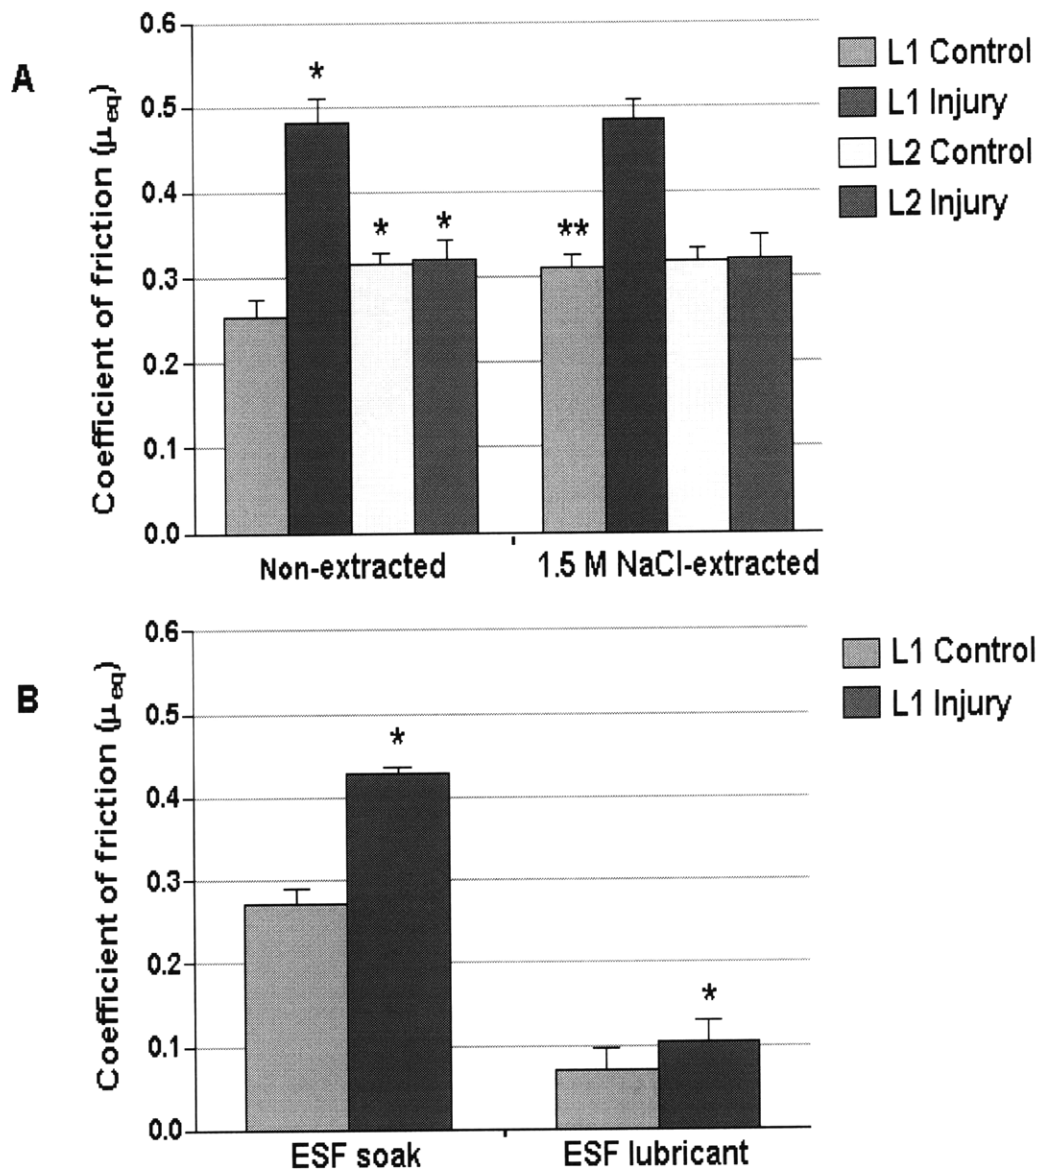 A
Coefficient of friction (μeq)
0.6
0.5
0.4
0.3
0.2
0.1
0.0
*
*
*
**
Non-extracted
1.5 M NaCl-extracted
L1 Control
L1 Injury
L2 Control
L2 Injury
B
Coefficient of friction (μeq)
0.6
0.5
0.4
0.3
0.2
0.1
0.0
*
*
ESF soak
ESF lubricant
L1 Control
L1 Injury